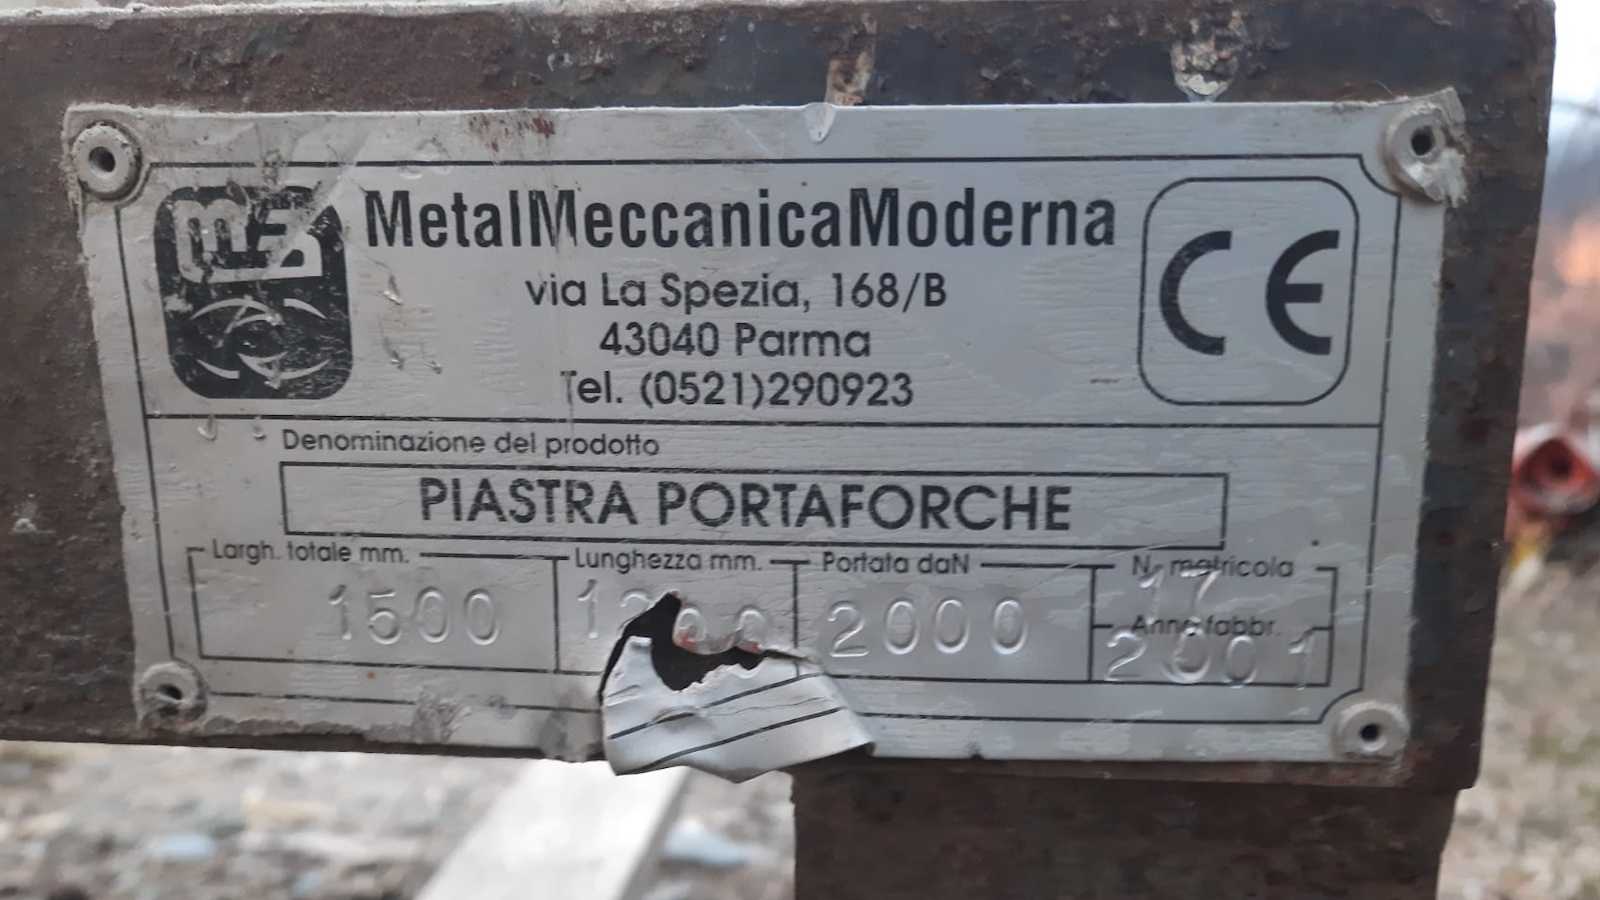 MetalMeccanicaModerna
via La Spezia, 168/B
43040 Parma
Tel. (0521)290923
CE
Denominazione del prodotto
PIASTRA PORTAFORCHE
Largh. totale mm. Lunghezza mm. Portata daN N. matricola
1500 2000 17
Anno fabbr.
2001